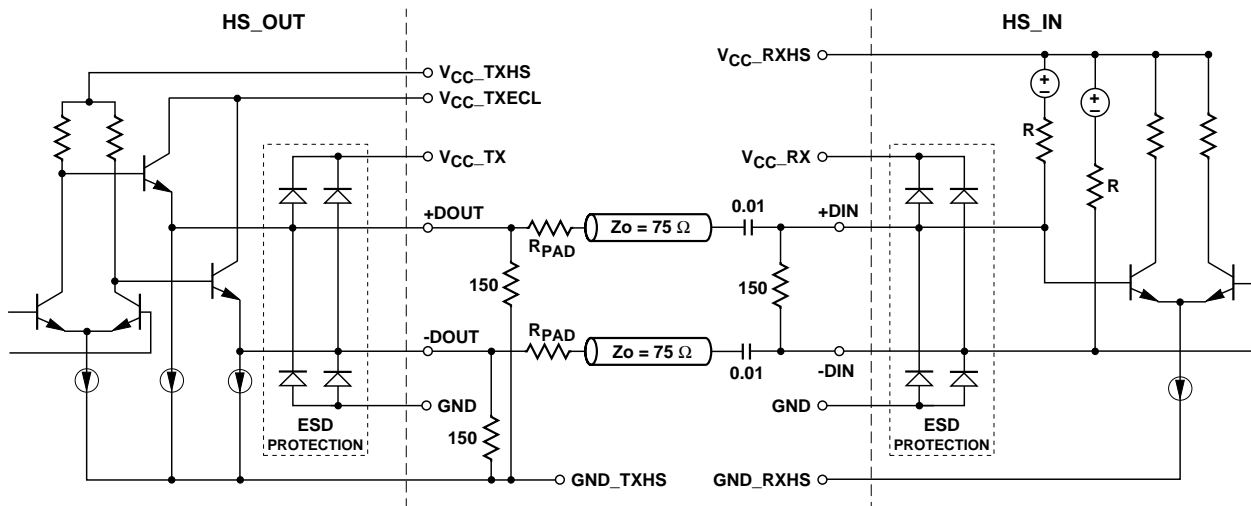 HS_OUT
HS_IN
VCC_TXHS
VCC_TXECL
VCC_TX
+DOUT
RPAD
Zo = 75 Ω
0.01
150
-DOUT
RPAD
Zo = 75 Ω
0.01
150
GND
ESD
PROTECTION
GND_TXHS
VCC_RXHS
R
R
VCC_RX
+DIN
150
-DIN
GND
ESD
PROTECTION
GND_RXHS